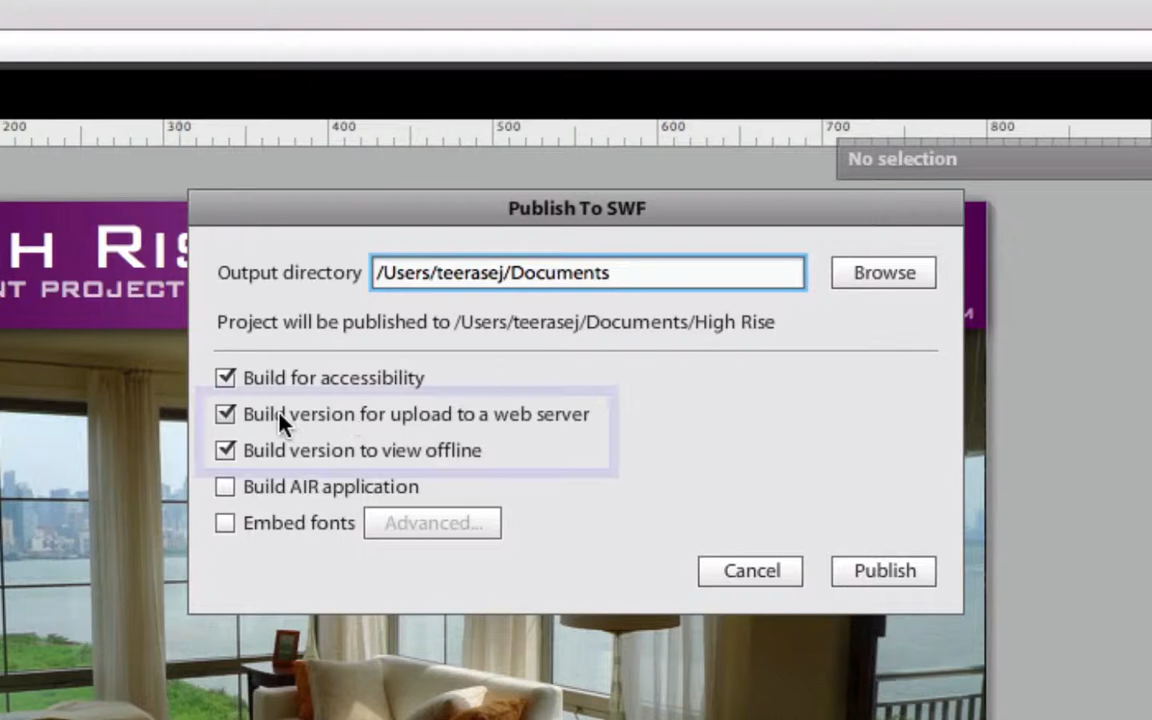 200 300 400 500 600 700 800
No selection
H RIS
NT PROJECT
M
Publish To SWF
Output directory /Users/teerasej/Documents Browse
Project will be published to /Users/teerasej/Documents/High Rise
Build for accessibility
Build version for upload to a web server
Build version to view offline
Build AIR application
Embed fonts Advanced...
Cancel Publish